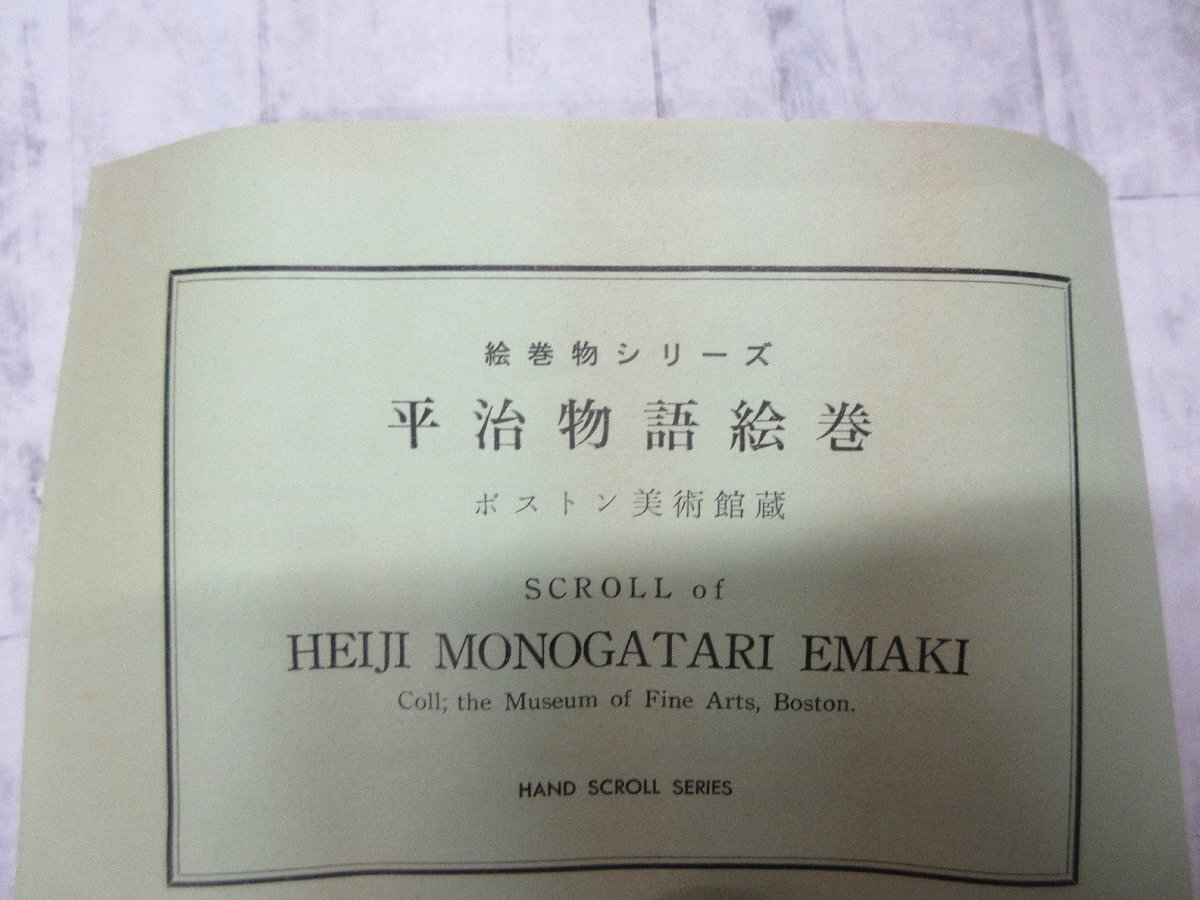 絵巻物シリーズ
平治物語絵巻
ボストン美術館蔵
SCROLL of
HEIJI MONOGATARI EMAKI
Coll; the Museum of Fine Arts, Boston.
HAND SCROLL SERIES